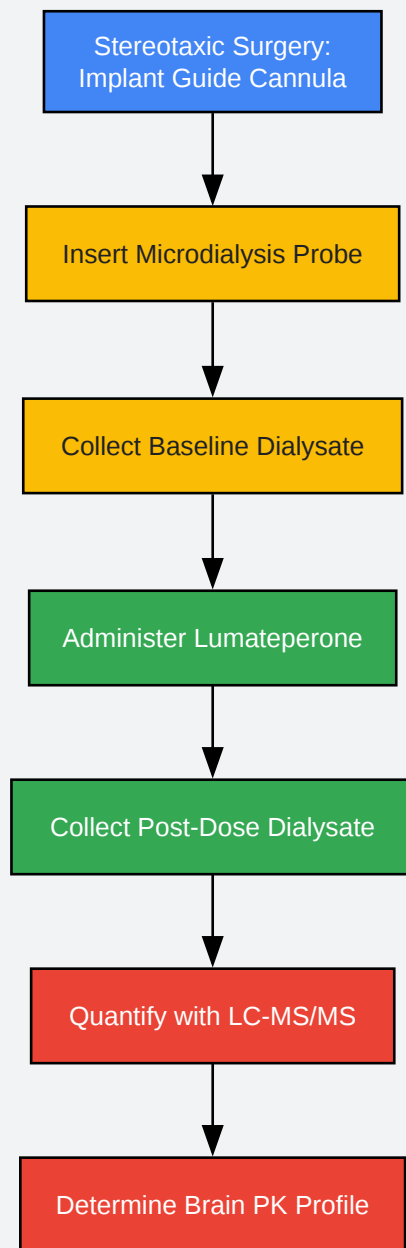 Stereotaxic Surgery:
Implant Guide Cannula
Insert Microdialysis Probe
Collect Baseline Dialysate
Administer Lumateperone
Collect Post-Dose Dialysate
Quantify with LC-MS/MS
Determine Brain PK Profile